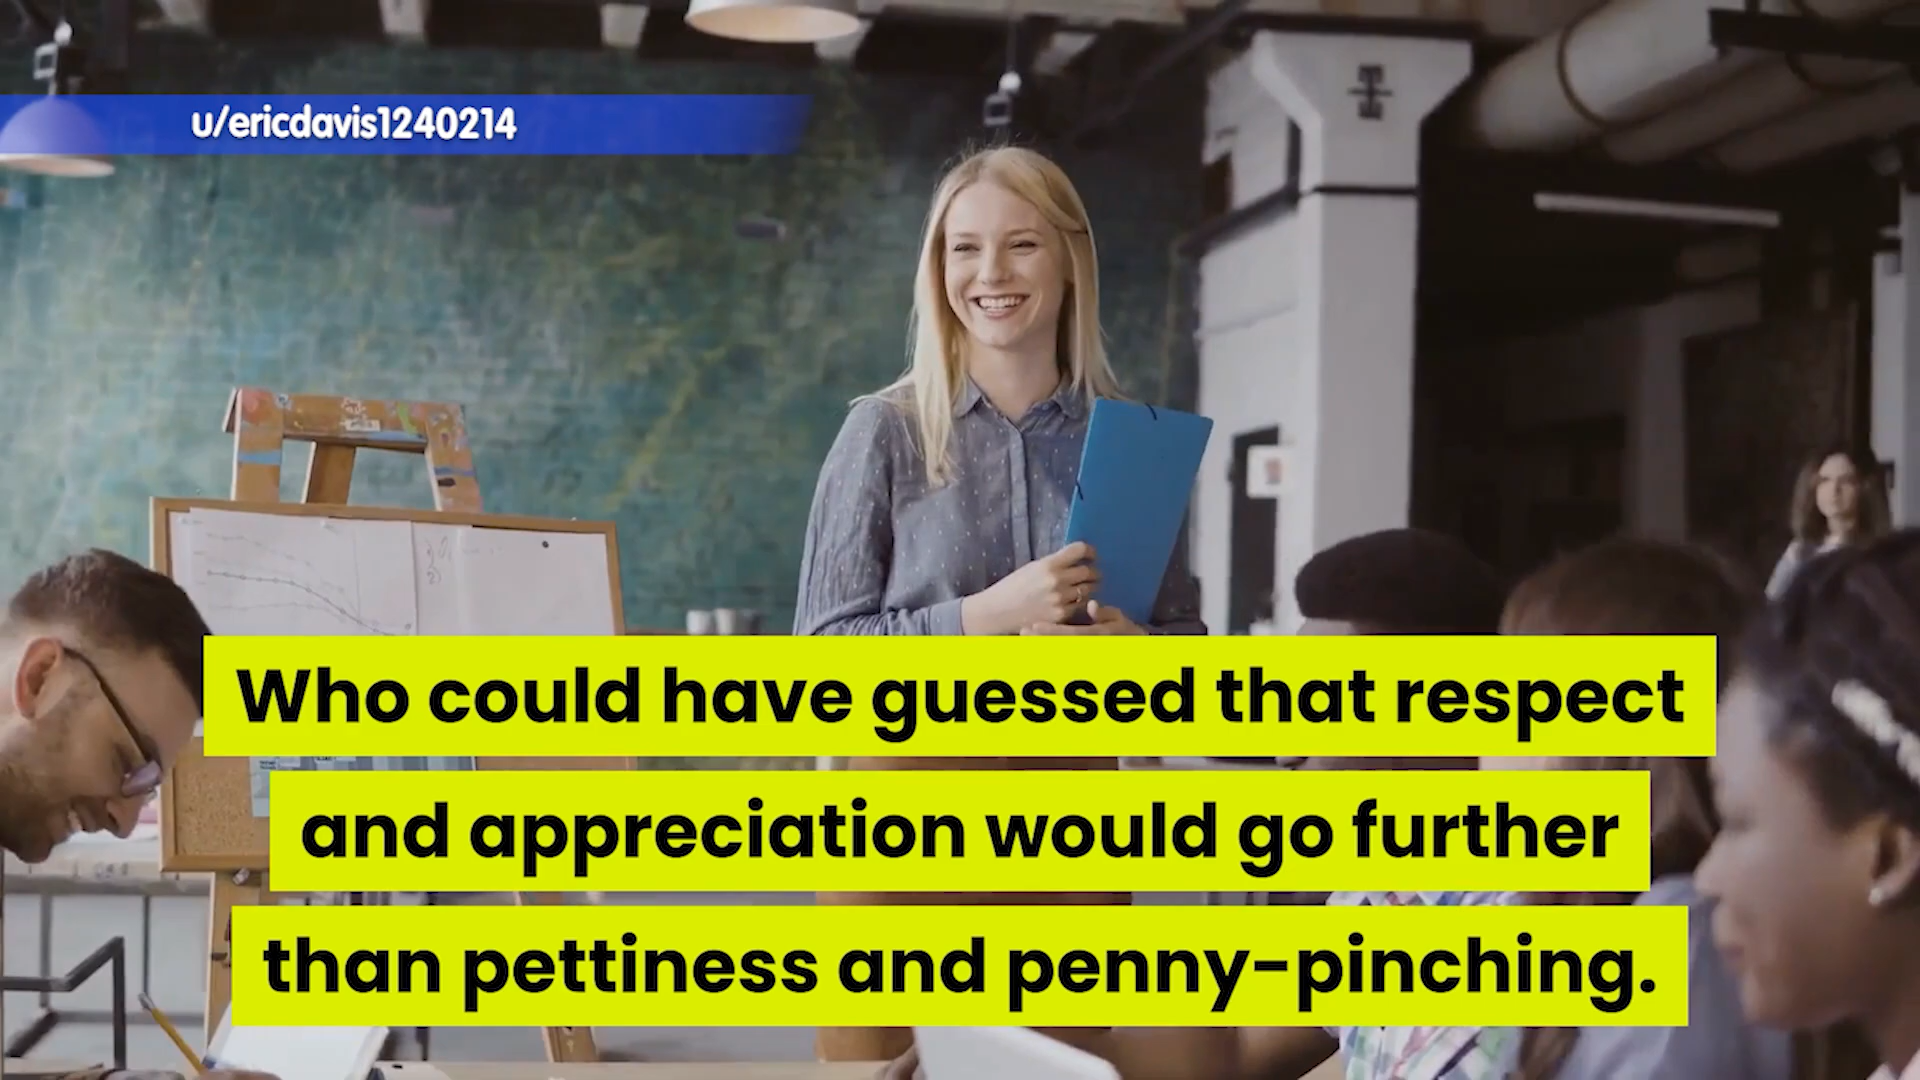 u/ericdavis1240214
Who could have guessed that respect
and appreciation would go further
than pettiness and penny-pinching.